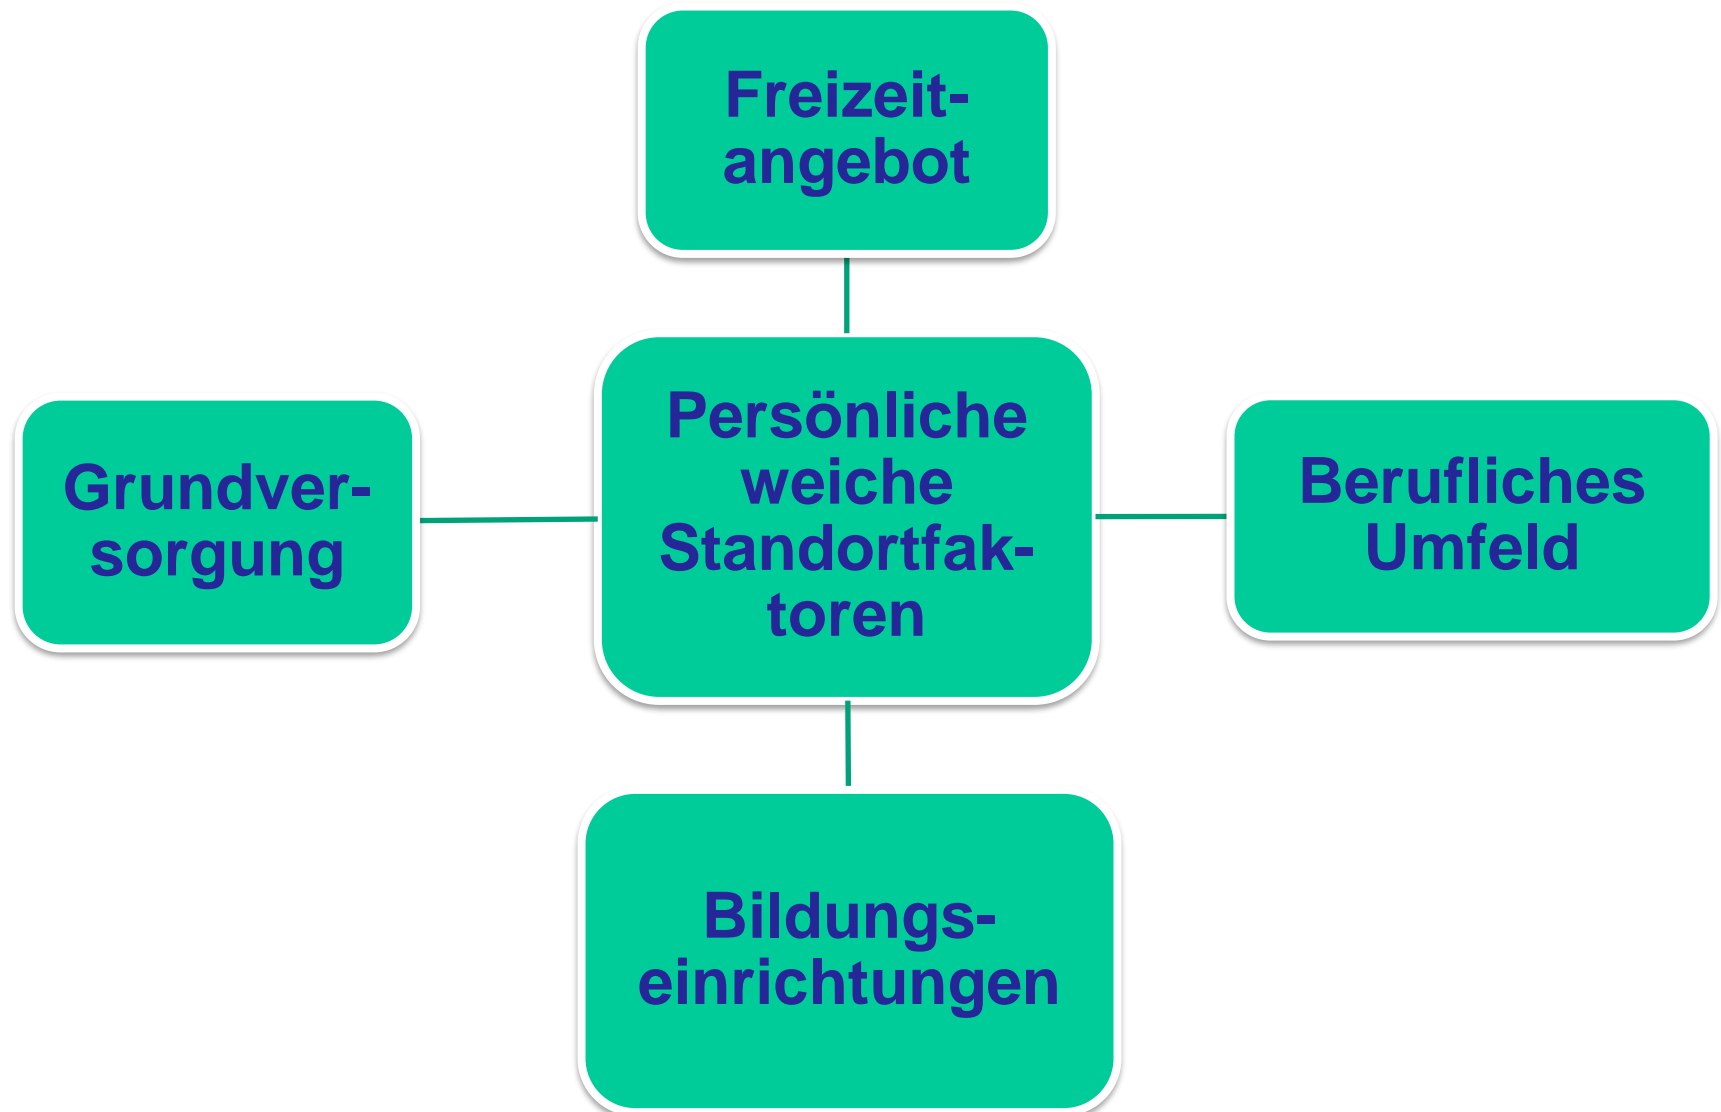 Freizeit-
angebot
Persönliche
weiche
Standortfak-
toren
Grundver-
sorgung
Berufliches
Umfeld
Bildungs-
einrichtungen